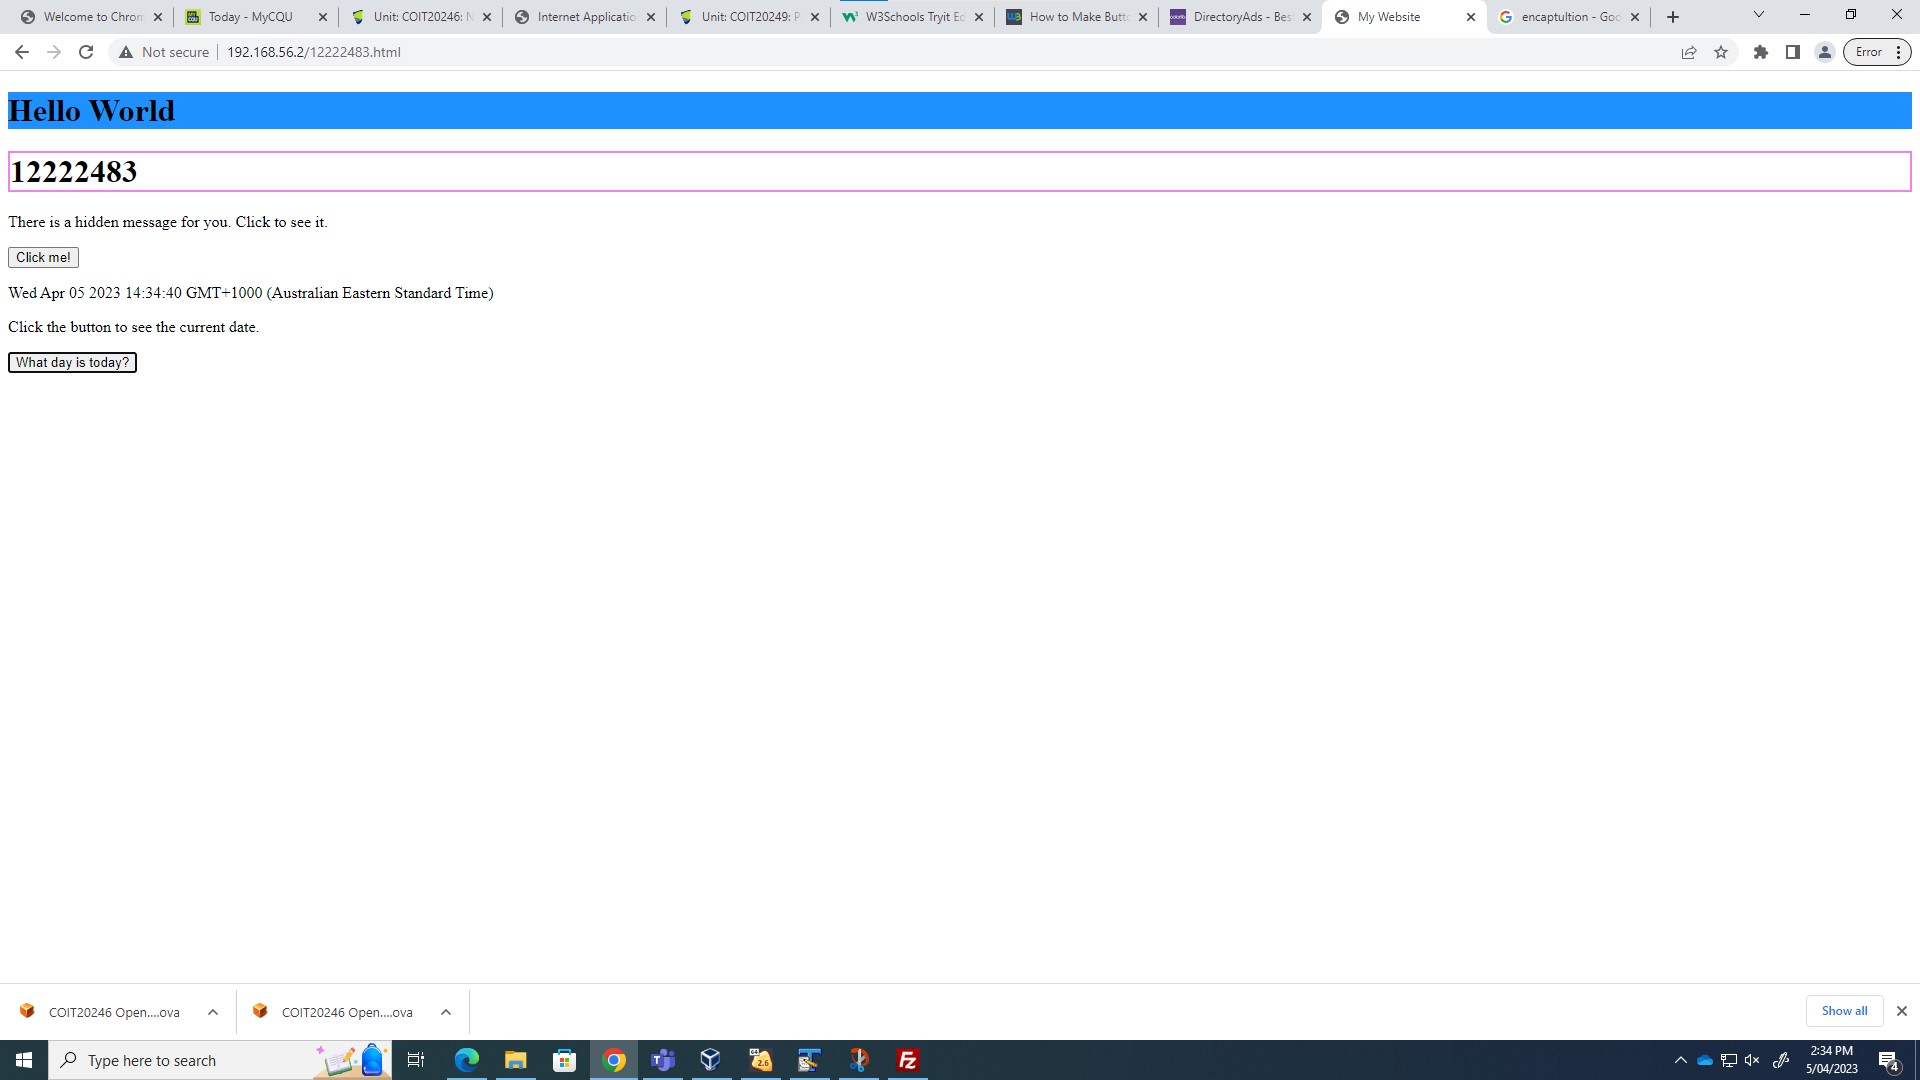 Welcome to Chrom
Today - MyCQU
Unit: COIT20246: N
Internet Applicatio
Unit: COIT20249: P
W3Schools Tryit Ed
How to Make Butto
DirectoryAds - Bes
My Website
encaptultion - Goo
Not secure
192.168.56.2/12222483.html
Error
Hello World
12222483
There is a hidden message for you. Click to see it.
Click me!
Wed Apr 05 2023 14:34:40 GMT+1000 (Australian Eastern Standard Time)
Click the button to see the current date.
What day is today?
COIT20246 Open....ova
COIT20246 Open....ova
Show all
Type here to search
2:34 PM
5/04/2023
4